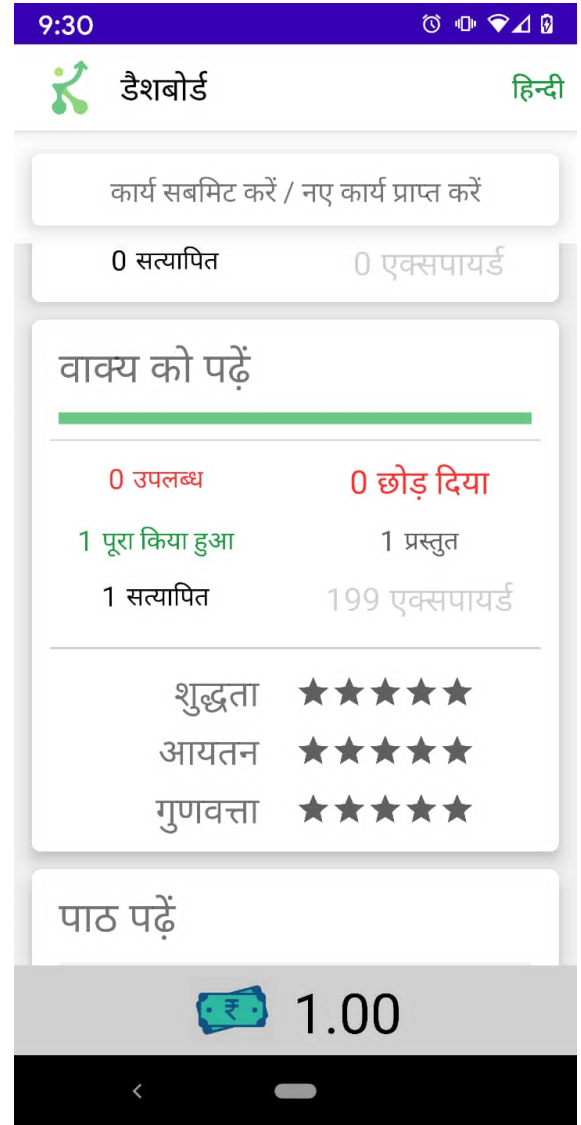 9:30
डैशबोर्ड हिन्दी
कार्य सबमिट करें / नए कार्य प्राप्त करें
0 सत्यापित 0 एक्सपायर्ड
वाक्य को पढ़ें
0 उपलब्ध 0 छोड़ दिया
1 पूरा किया हुआ 1 प्रस्तुत
1 सत्यापित 199 एक्सपायर्ड
शुद्धता
आयतन
गुणवत्ता
पाठ पढ़ें
₹ 1.00